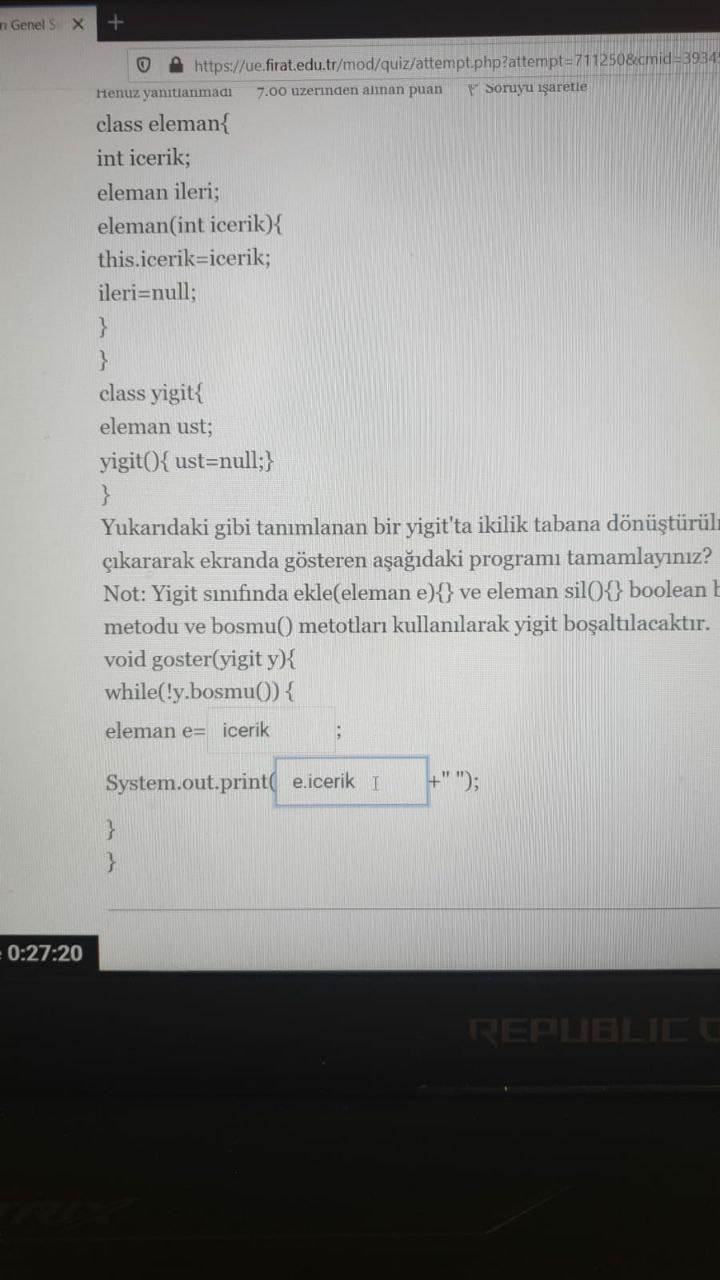 n Genel S
https://ue.firat.edu.tr/mod/quiz/attempt.php?attempt=711250&cmid=3934
Henüz yanıtlanmadı 7.00 üzerinden alınan puan Soruyu işaretle
class eleman{
int icerik;
eleman ileri;
eleman(int icerik){
this.icerik=icerik;
ileri=null;
}
}
class yigit{
eleman ust;
yigit(){ ust=null;}
}
Yukarıdaki gibi tanımlanan bir yigit'ta ikilik tabana dönüştürül
çıkararak ekranda gösteren aşağıdaki programı tamamlayınız?
Not: Yigit sınıfında ekle(eleman e){} ve eleman sil(){} boolean b
metodu ve bosmu() metotları kullanılarak yigit boşaltılacaktır.
void goster(yigit y){
while(!y.bosmu()) {
eleman e= icerik ;
System.out.print( e.icerik +" ");
}
}
0:27:20
REPUBLIC